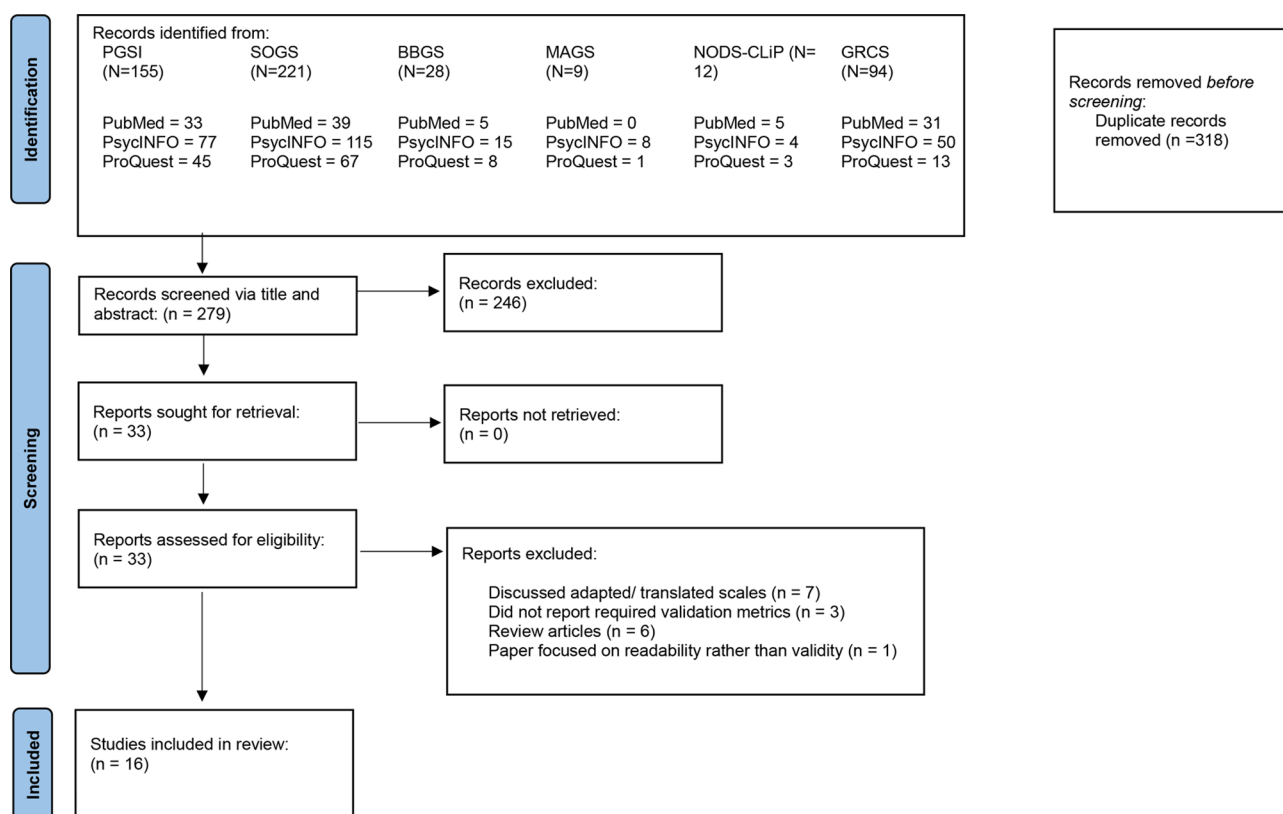 Identification
Records identified from:
PGSI
(N=155)
PubMed = 33
PsycINFO = 77
ProQuest = 45
SOGS
(N=221)
PubMed = 39
PsycINFO = 115
ProQuest = 67
BBGS
(N=28)
PubMed = 5
PsycINFO = 15
ProQuest = 8
MAGS
(N=9)
PubMed = 0
PsycINFO = 8
ProQuest = 1
NODS-CLiP (N=
12)
PubMed = 5
PsycINFO = 4
ProQuest = 3
GRCS
(N=94)
PubMed = 31
PsycINFO = 50
ProQuest = 13
Records removed before
screening:
Duplicate records
removed (n =318)
Screening
Records screened via title and
abstract: (n = 279)
Records excluded:
(n = 246)
Reports sought for retrieval:
(n = 33)
Reports not retrieved:
(n = 0)
Reports assessed for eligibility:
(n = 33)
Reports excluded:
Discussed adapted/ translated scales (n = 7)
Did not report required validation metrics (n = 3)
Review articles (n = 6)
Paper focused on readability rather than validity (n = 1)
Included
Studies included in review:
(n = 16)